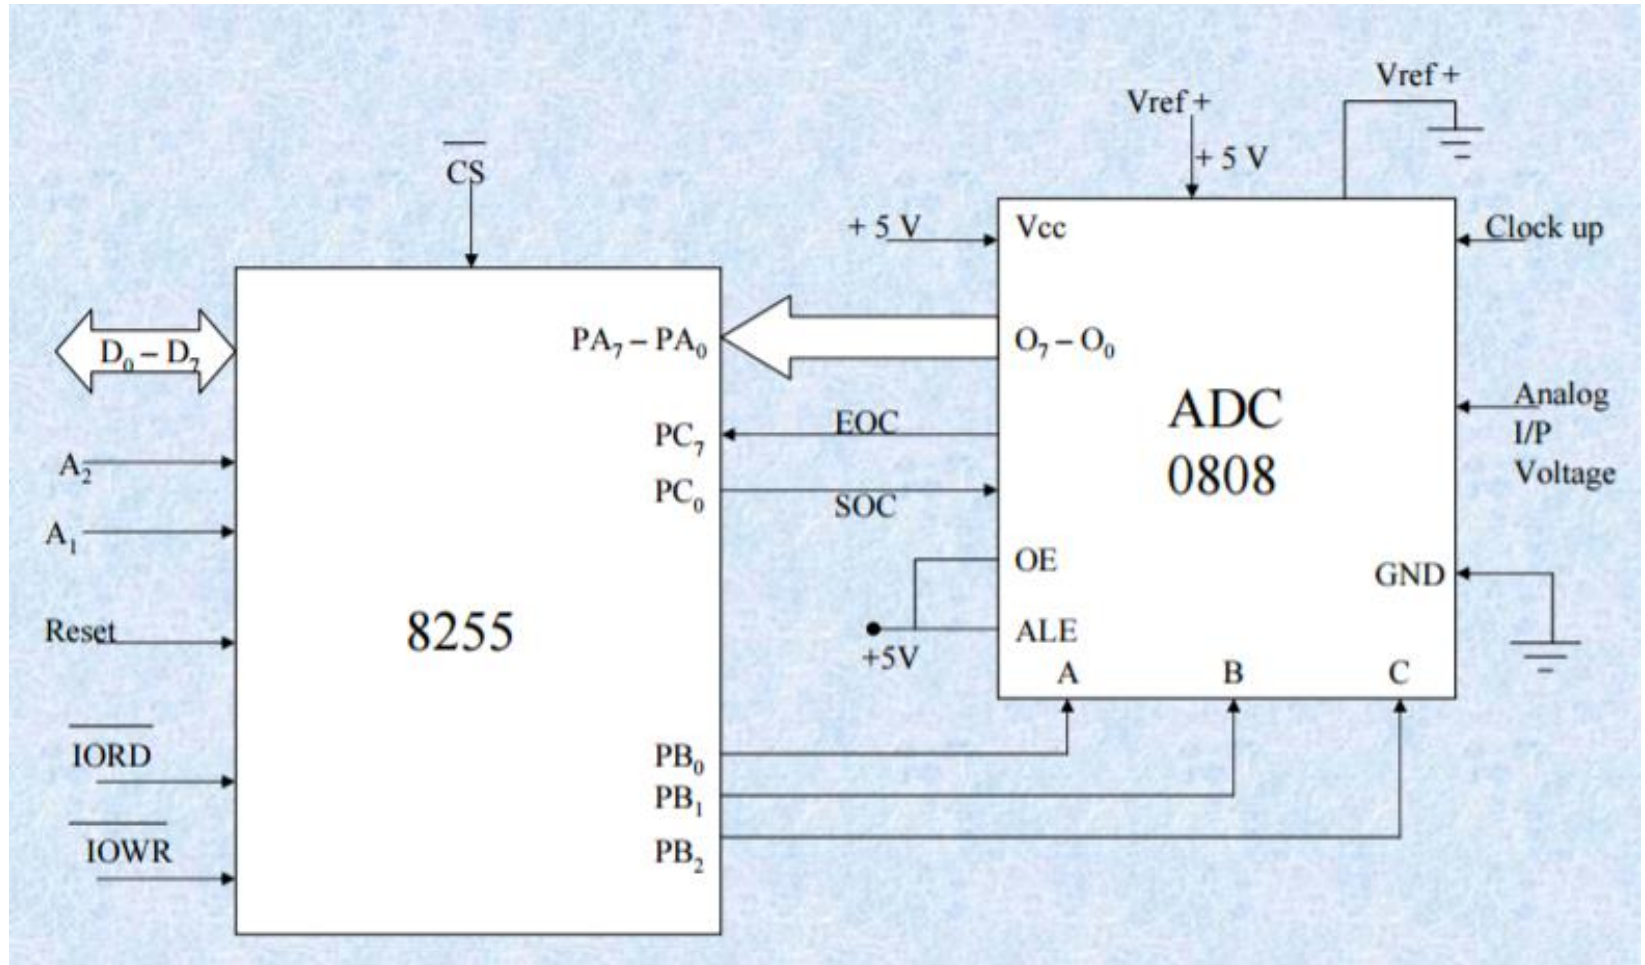 Vref +
Vref +
+ 5 V
CS
+ 5 V
Vcc
Clock up
D₀ – D₇
PA₇ – PA₀
O₇ – O₀
ADC
0808
Analog
I/P
Voltage
EOC
PC₇
A₂
PC₀
SOC
A₁
OE
GND
Reset
8255
ALE
+5V
A
B
C
IORD
PB₀
PB₁
IOWR
PB₂